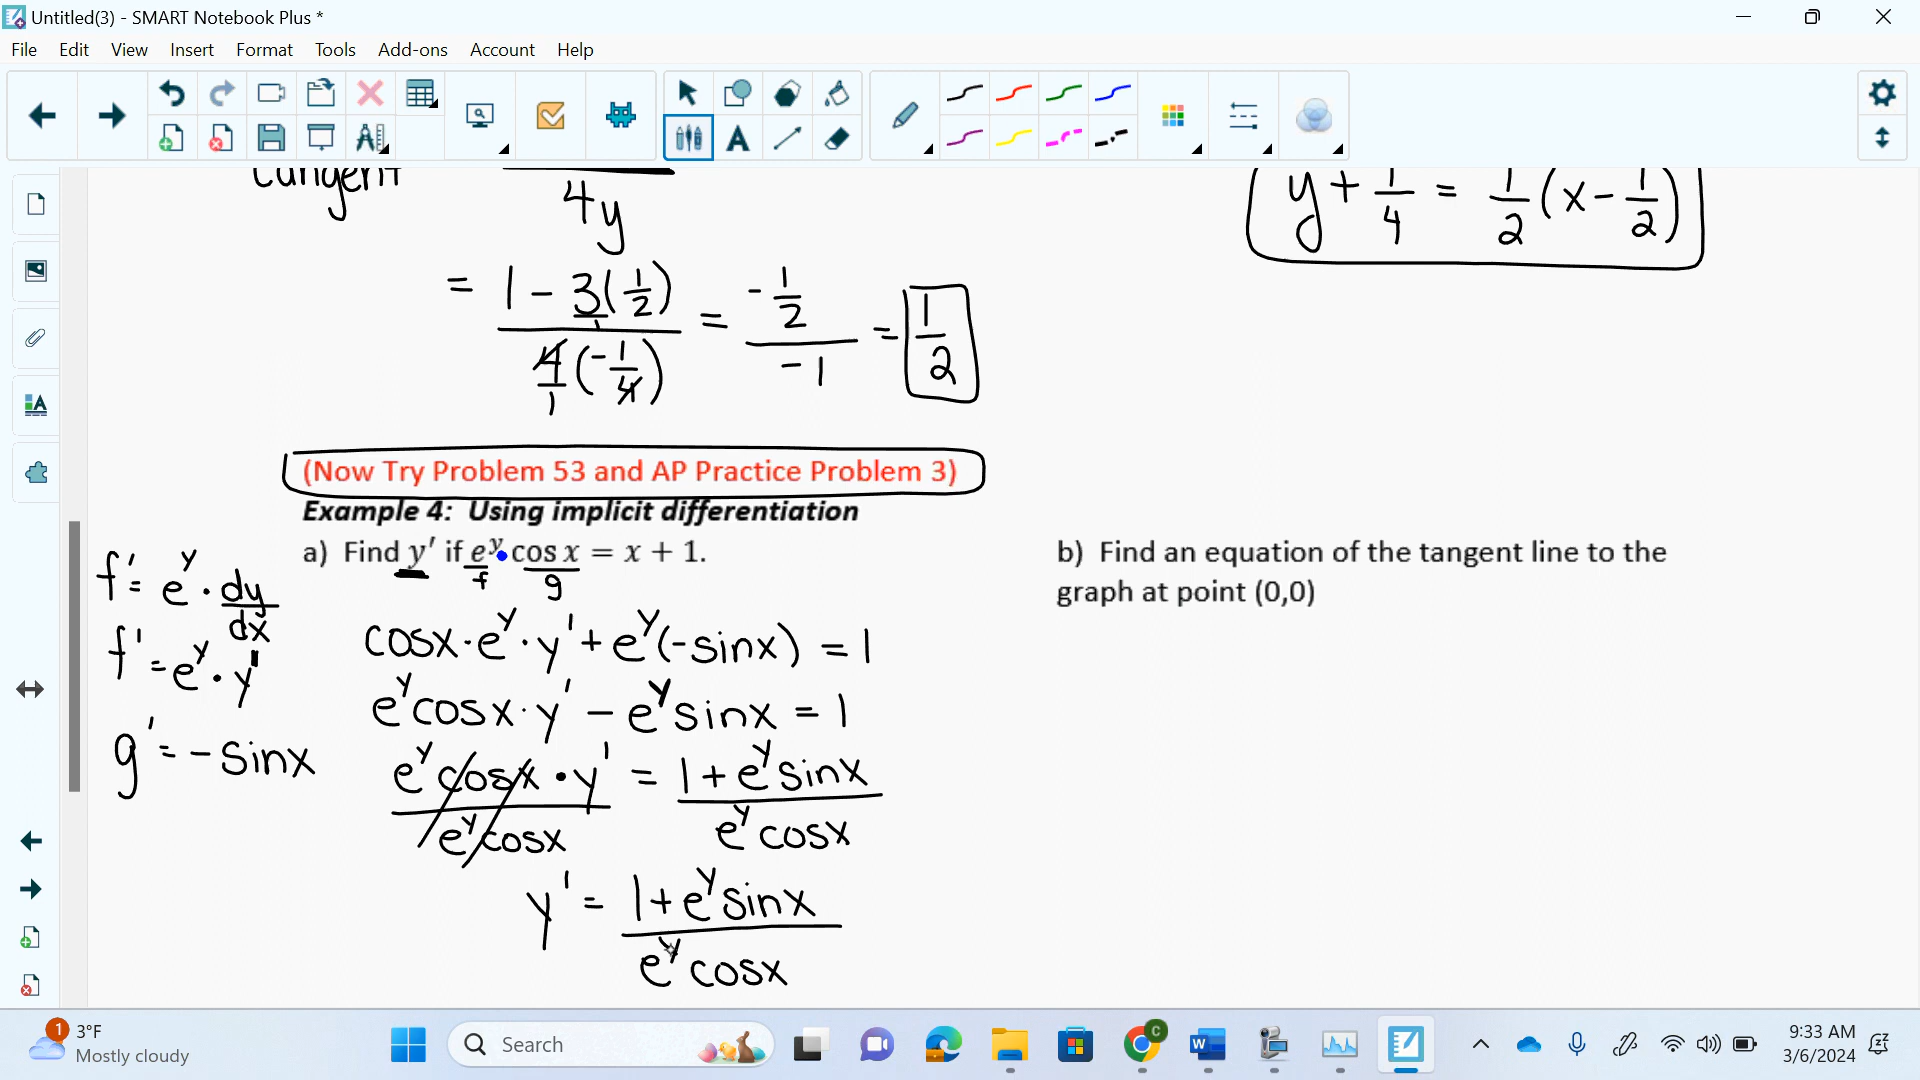 Untitled(3) - SMART Notebook Plus *
File Edit View Insert Format Tools Add-ons Account Help
tangent
4y
y + 1/4 = 1/2 (x - 1/2)
= 1 - 3(1/2) / 4(-1/4) = -1/2 / -1 = 1/2
1
(Now Try Problem 53 and AP Practice Problem 3)
Example 4: Using implicit differentiation
a) Find y′ if e^y cos x = x + 1.
f g
b) Find an equation of the tangent line to the
graph at point (0,0)
f' = e^y · dy/dx
f' = e^y · y'
g' = -sinx
cosx · e^y · y' + e^y(-sinx) = 1
e^y cosx · y' - e^y sinx = 1
e^y cosx · y' / e^y cosx = 1 + e^y sinx / e^y cosx
y' = 1 + e^y sinx / e^y cosx
1
3°F
Mostly cloudy
Search
C
W
9:33 AM
3/6/2024